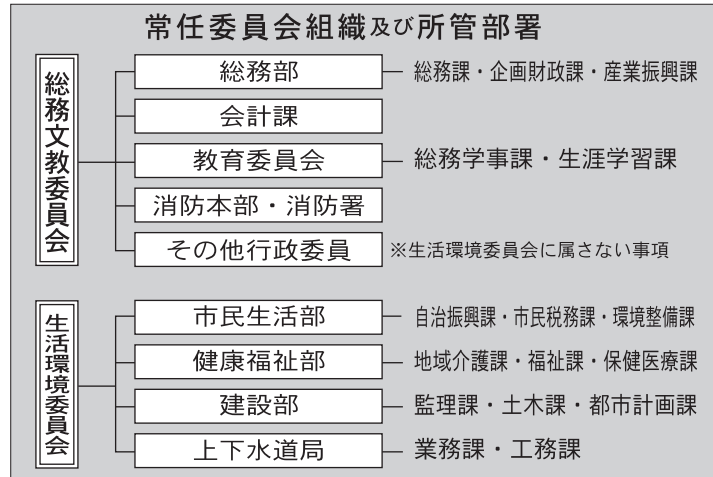 常任委員会組織及び所管部署
総務文教委員会
総務部 総務課・企画財政課・産業振興課
会計課
教育委員会 総務学事課・生涯学習課
消防本部・消防署
その他行政委員 ※生活環境委員会に属さない事項
生活環境委員会
市民生活部 自治振興課・市民税務課・環境整備課
健康福祉部 地域介護課・福祉課・保健医療課
建設部 監理課・土木課・都市計画課
上下水道局 業務課・工務課